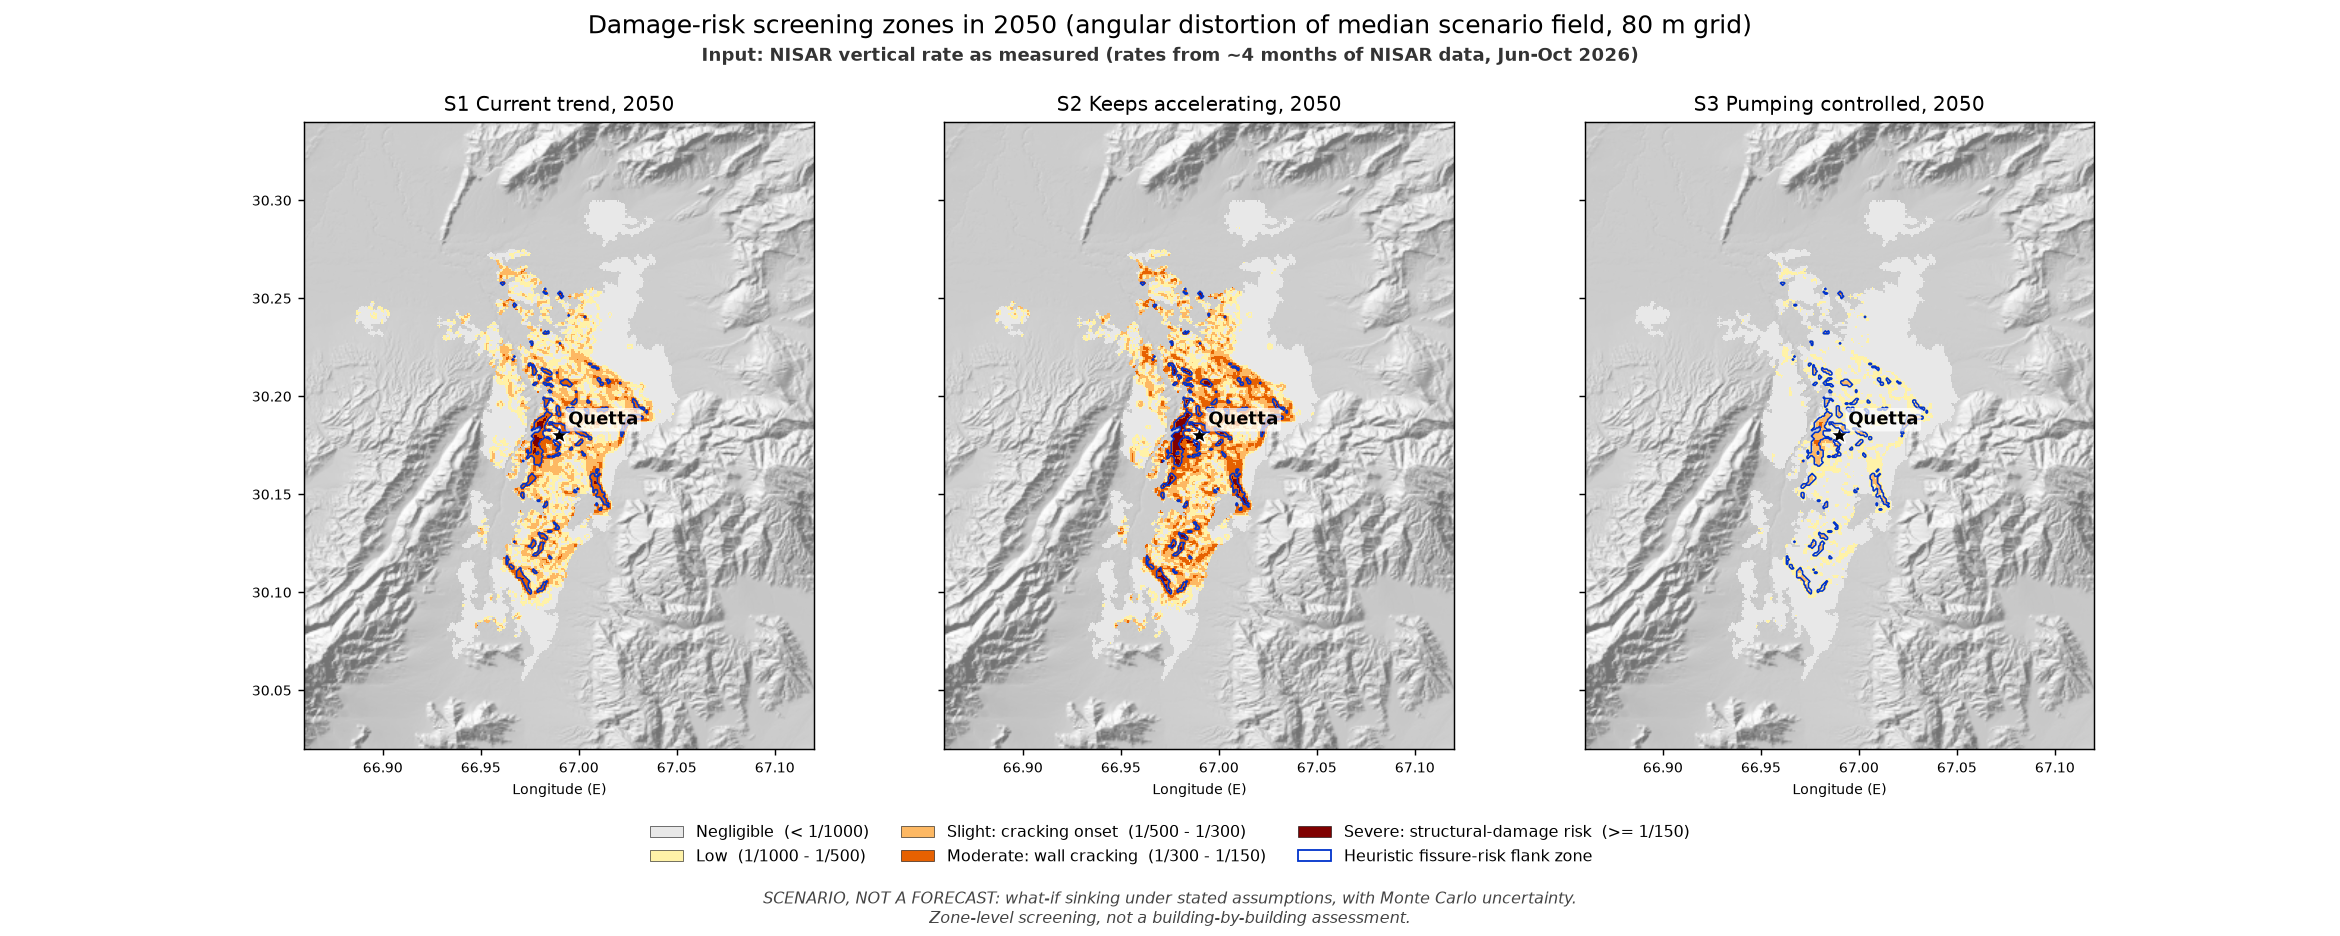 Damage-risk screening zones in 2050 (angular distortion of median scenario field, 80 m grid)
Input: NISAR vertical rate as measured (rates from ~4 months of NISAR data, Jun-Oct 2026)
S1 Current trend, 2050
S2 Keeps accelerating, 2050
S3 Pumping controlled, 2050
30.30
30.25
30.20
30.15
30.10
30.05
Quetta
Quetta
Quetta
66.90 66.95 67.00 67.05 67.10
66.90 66.95 67.00 67.05 67.10
66.90 66.95 67.00 67.05 67.10
Longitude (E)
Longitude (E)
Longitude (E)
Negligible (< 1/1000)
Low (1/1000 - 1/500)
Slight: cracking onset (1/500 - 1/300)
Moderate: wall cracking (1/300 - 1/150)
Severe: structural-damage risk (>= 1/150)
Heuristic fissure-risk flank zone
SCENARIO, NOT A FORECAST: what-if sinking under stated assumptions, with Monte Carlo uncertainty.
Zone-level screening, not a building-by-building assessment.